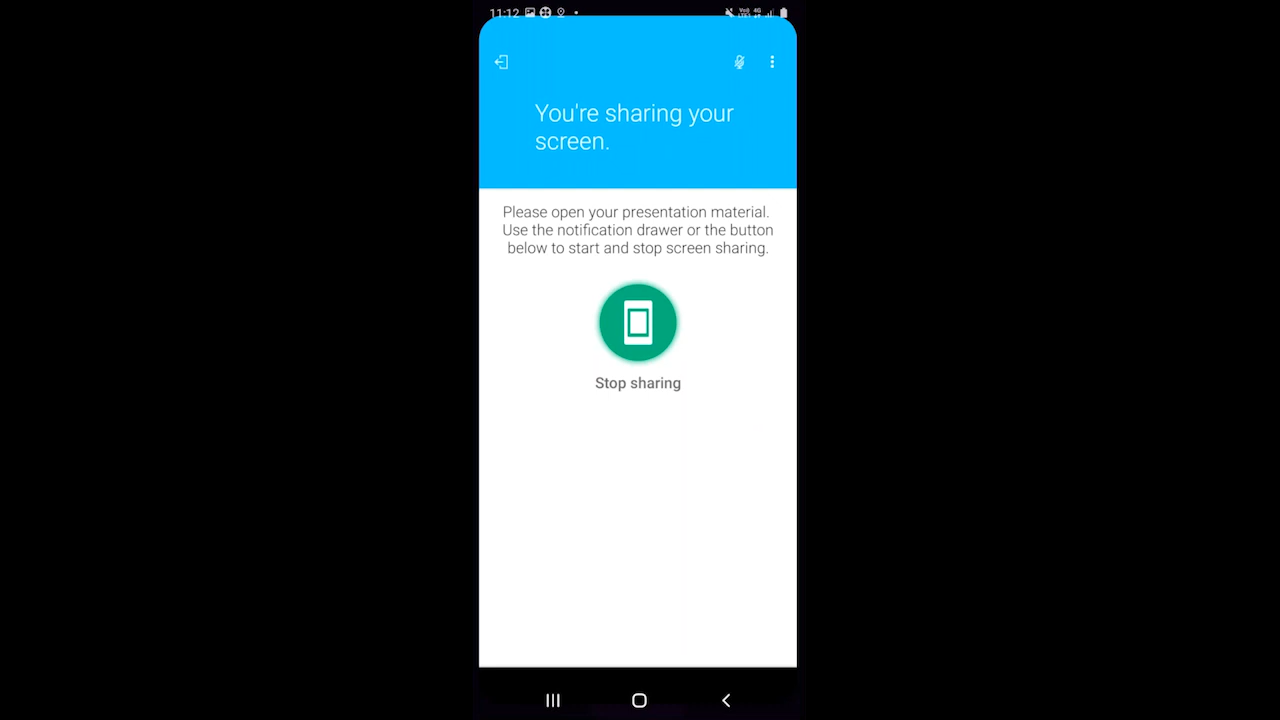 11:12
You're sharing your
screen.
Please open your presentation material.
Use the notification drawer or the button
below to start and stop screen sharing.
Stop sharing